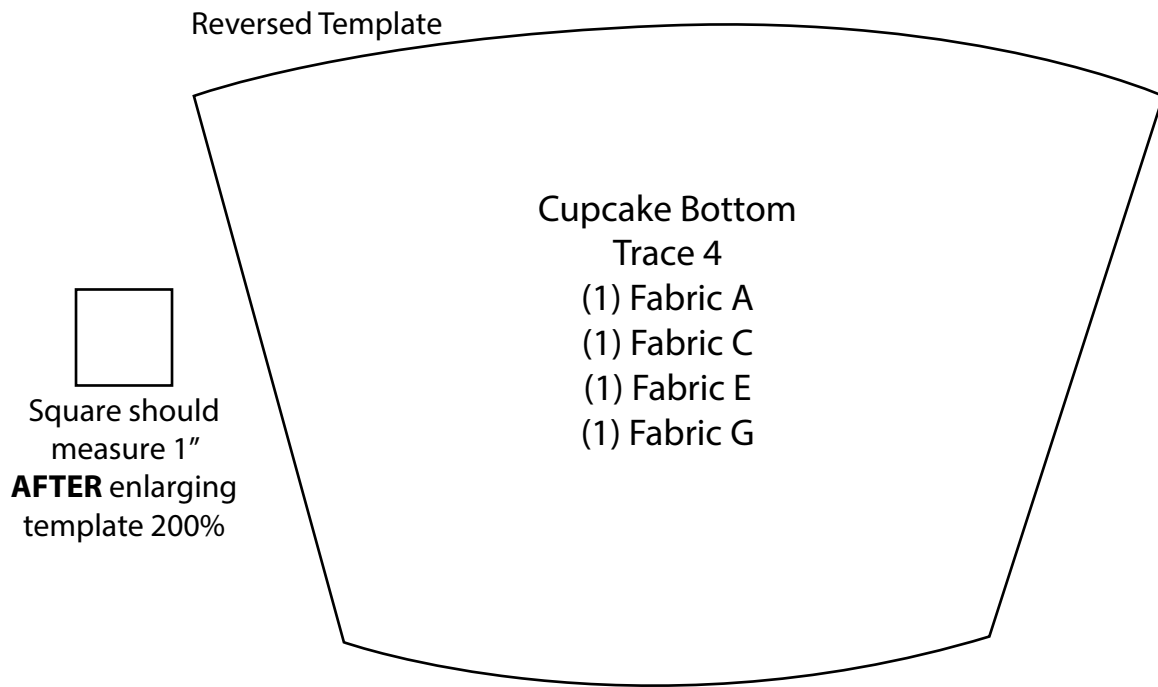 Reversed Template
Cupcake Bottom
Trace 4
(1) Fabric A
(1) Fabric C
(1) Fabric E
(1) Fabric G
Square should
measure 1”
AFTER enlarging
template 200%